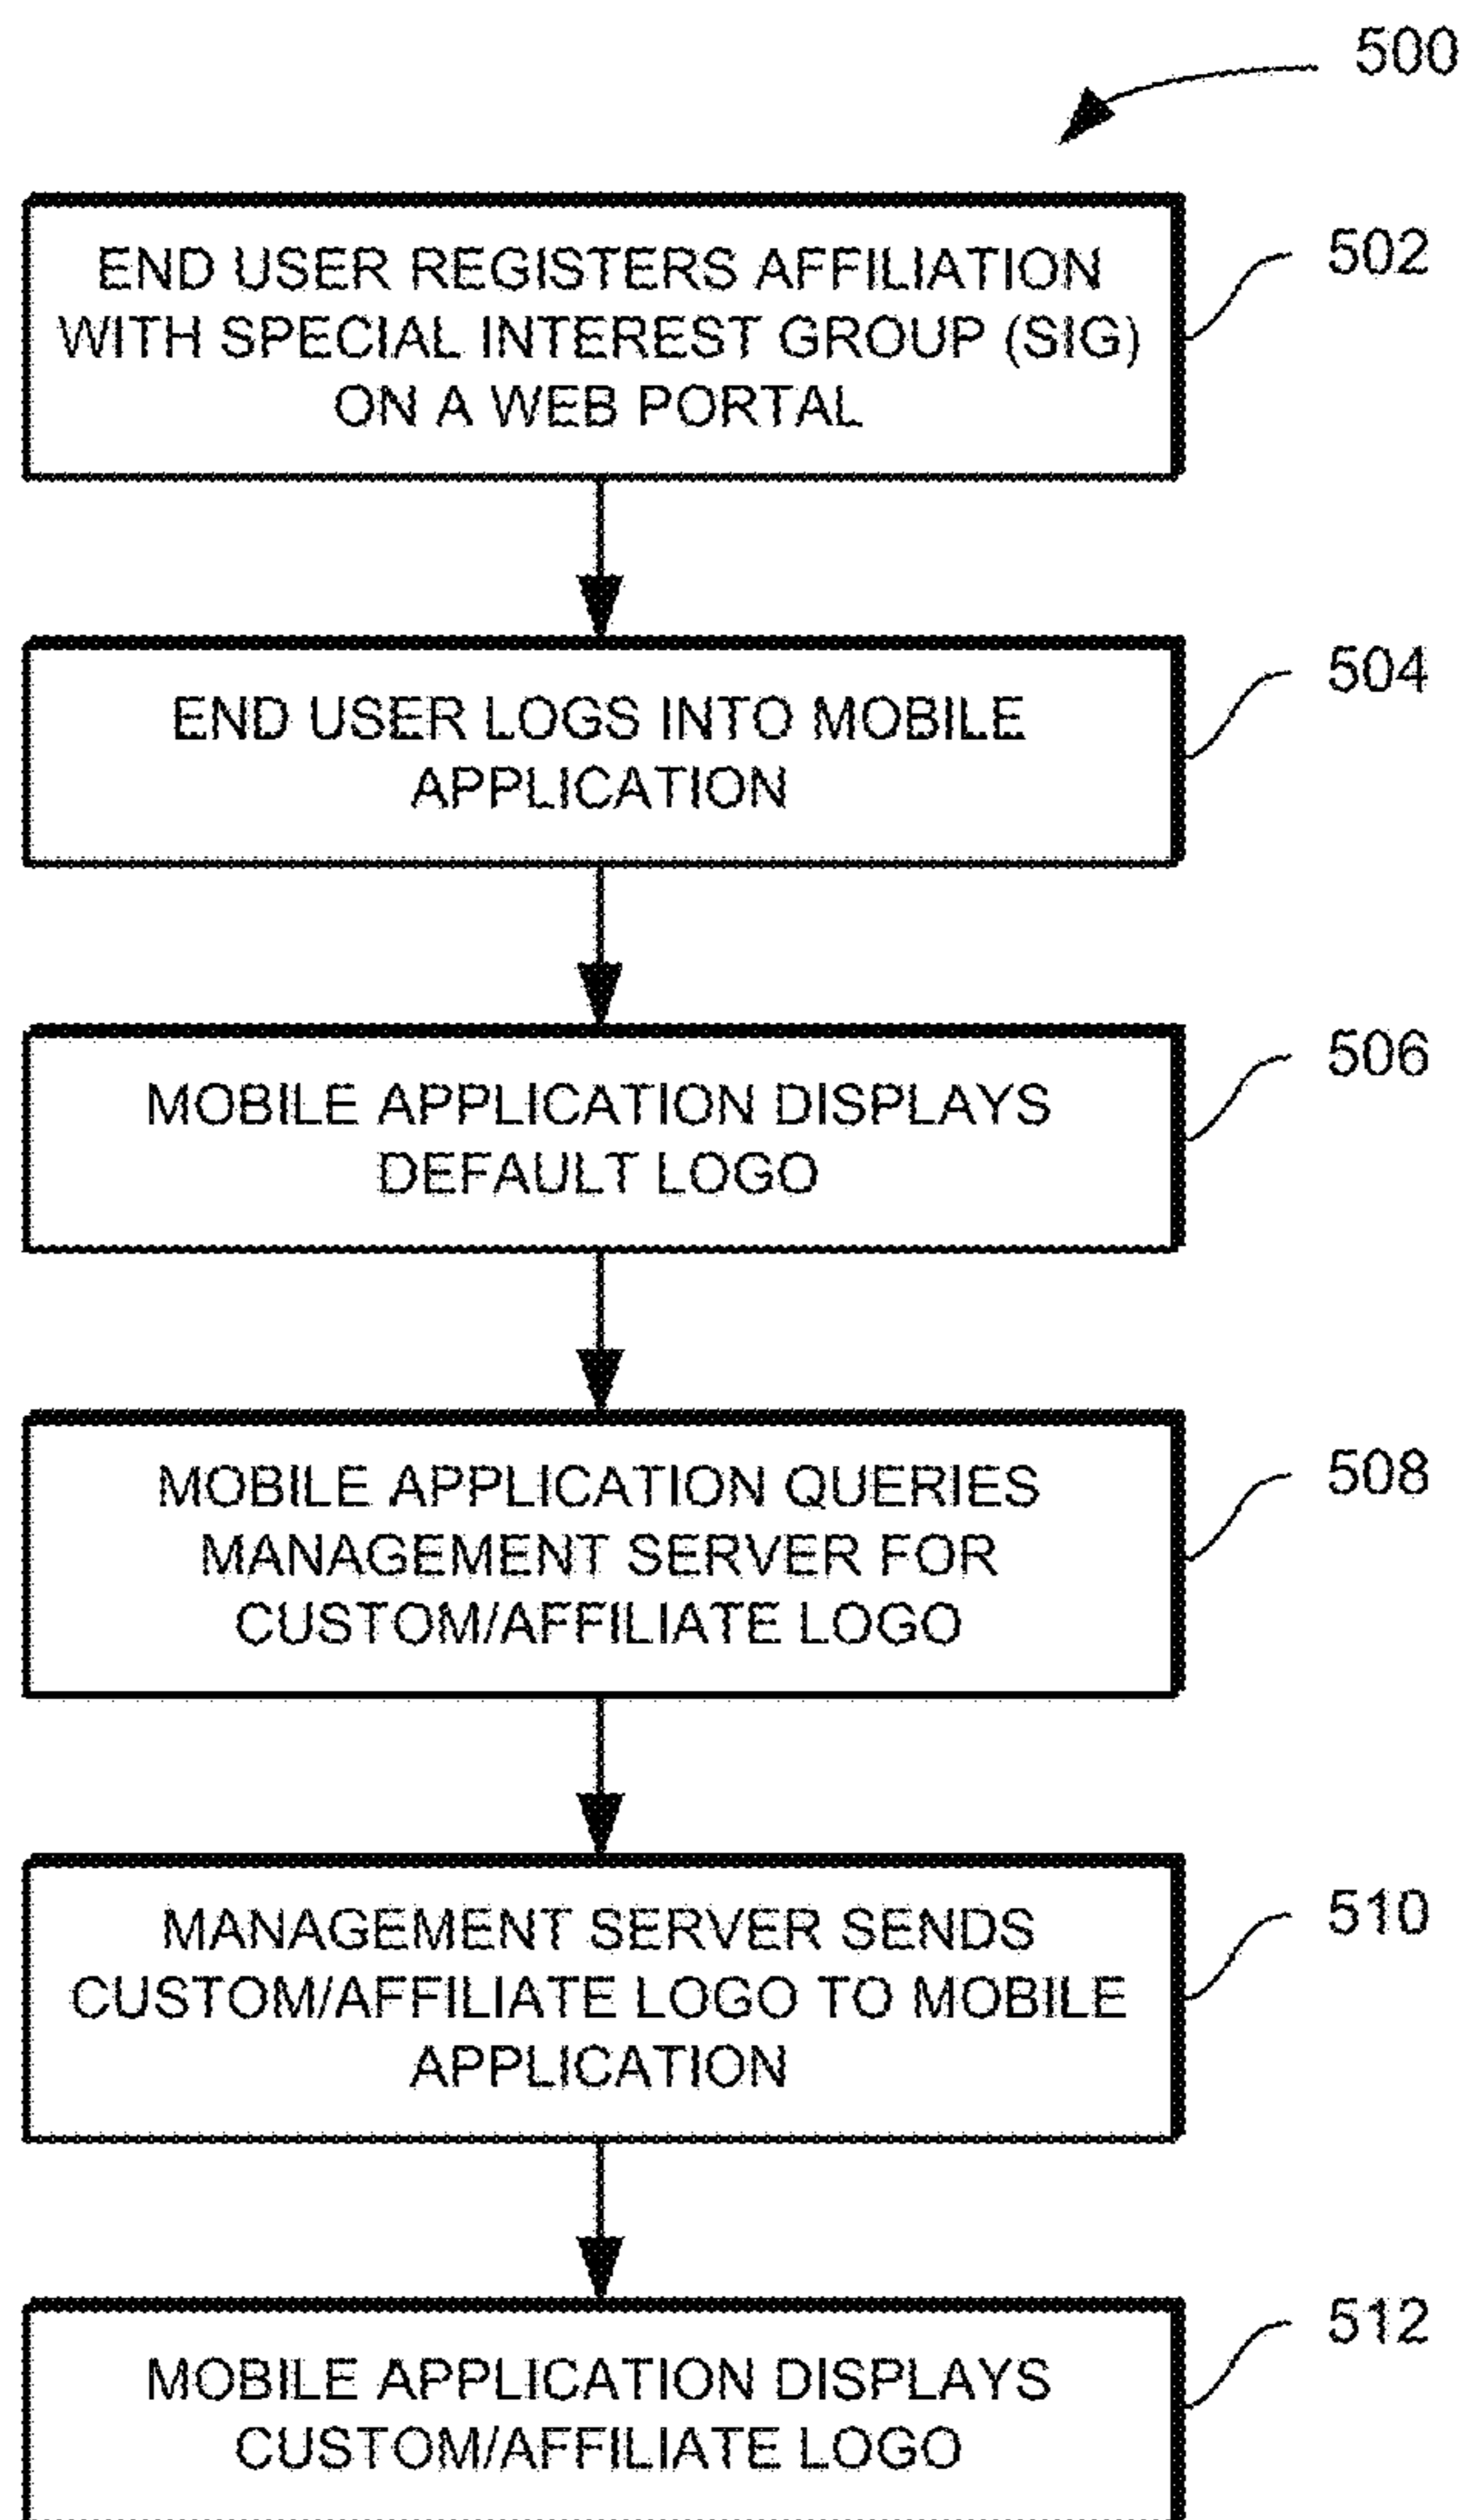 500
END USER REGISTERS AFFILIATION
WITH SPECIAL INTEREST GROUP (SIG)
ON A WEB PORTAL
502
END USER LOGS INTO MOBILE
APPLICATION
504
MOBILE APPLICATION DISPLAYS
DEFAULT LOGO
506
MOBILE APPLICATION QUERIES
MANAGEMENT SERVER FOR
CUSTOM/AFFILIATE LOGO
508
MANAGEMENT SERVER SENDS
CUSTOM/AFFILIATE LOGO TO MOBILE
APPLICATION
510
MOBILE APPLICATION DISPLAYS
CUSTOM/AFFILIATE LOGO
512